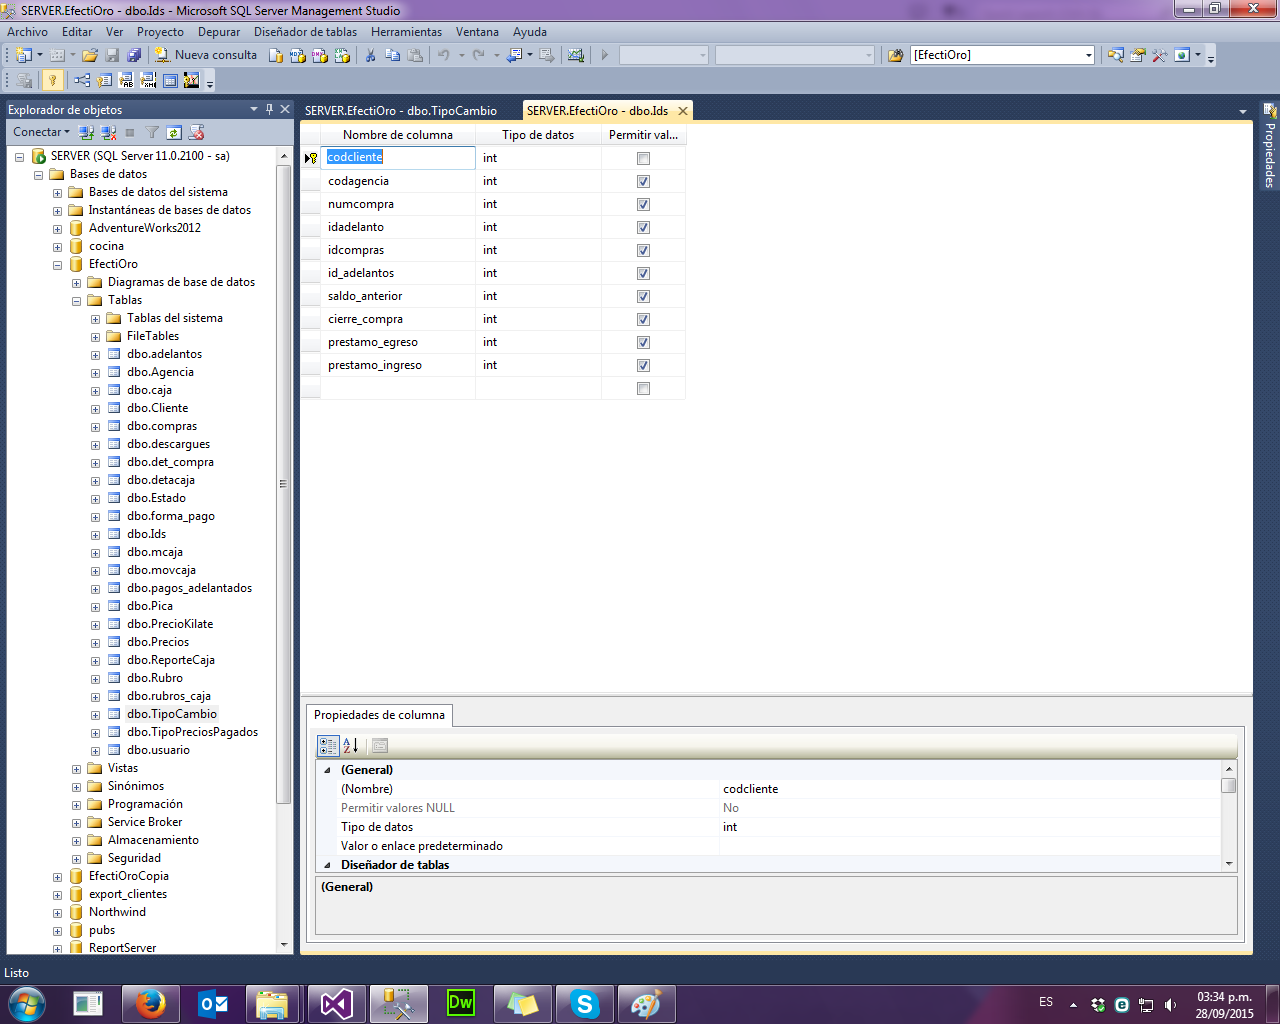 SERVER.EfectiOro - dbo.Ids - Microsoft SQL Server Management Studio
Archivo Editar Ver Proyecto Depurar Diseñador de tablas Herramientas Ventana Ayuda
Nueva consulta [EfectiOro]
Explorador de objetos
Conectar
SERVER (SQL Server 11.0.2100 - sa)
Bases de datos
Bases de datos del sistema
Instantáneas de bases de datos
AdventureWorks2012
cocina
EfectiOro
Diagramas de base de datos
Tablas
Tablas del sistema
FileTables
dbo.adelantos
dbo.Agencia
dbo.caja
dbo.Cliente
dbo.compras
dbo.descargues
dbo.det_compra
dbo.detacaja
dbo.Estado
dbo.forma_pago
dbo.Ids
dbo.mcaja
dbo.movcaja
dbo.pagos_adelantados
dbo.Pica
dbo.PrecioKilate
dbo.Precios
dbo.ReporteCaja
dbo.Rubro
dbo.rubros_caja
dbo.TipoCambio
dbo.TipoPreciosPagados
dbo.usuario
Vistas
Sinónimos
Programación
Service Broker
Almacenamiento
Seguridad
EfectiOroCopia
export_clientes
Northwind
pubs
ReportServer
SERVER.EfectiOro - dbo.TipoCambio SERVER.EfectiOro - dbo.Ids
Nombre de columna Tipo de datos Permitir val...
codcliente int
codagencia int
numcompra int
idadelanto int
idcompras int
id_adelantos int
saldo_anterior int
cierre_compra int
prestamo_egreso int
prestamo_ingreso int
Propiedades de columna
(General)
(Nombre) codcliente
Permitir valores NULL No
Tipo de datos int
Valor o enlace predeterminado
Diseñador de tablas
(General)
Propiedades
Listo
Dw
ES
03:34 p.m.
28/09/2015